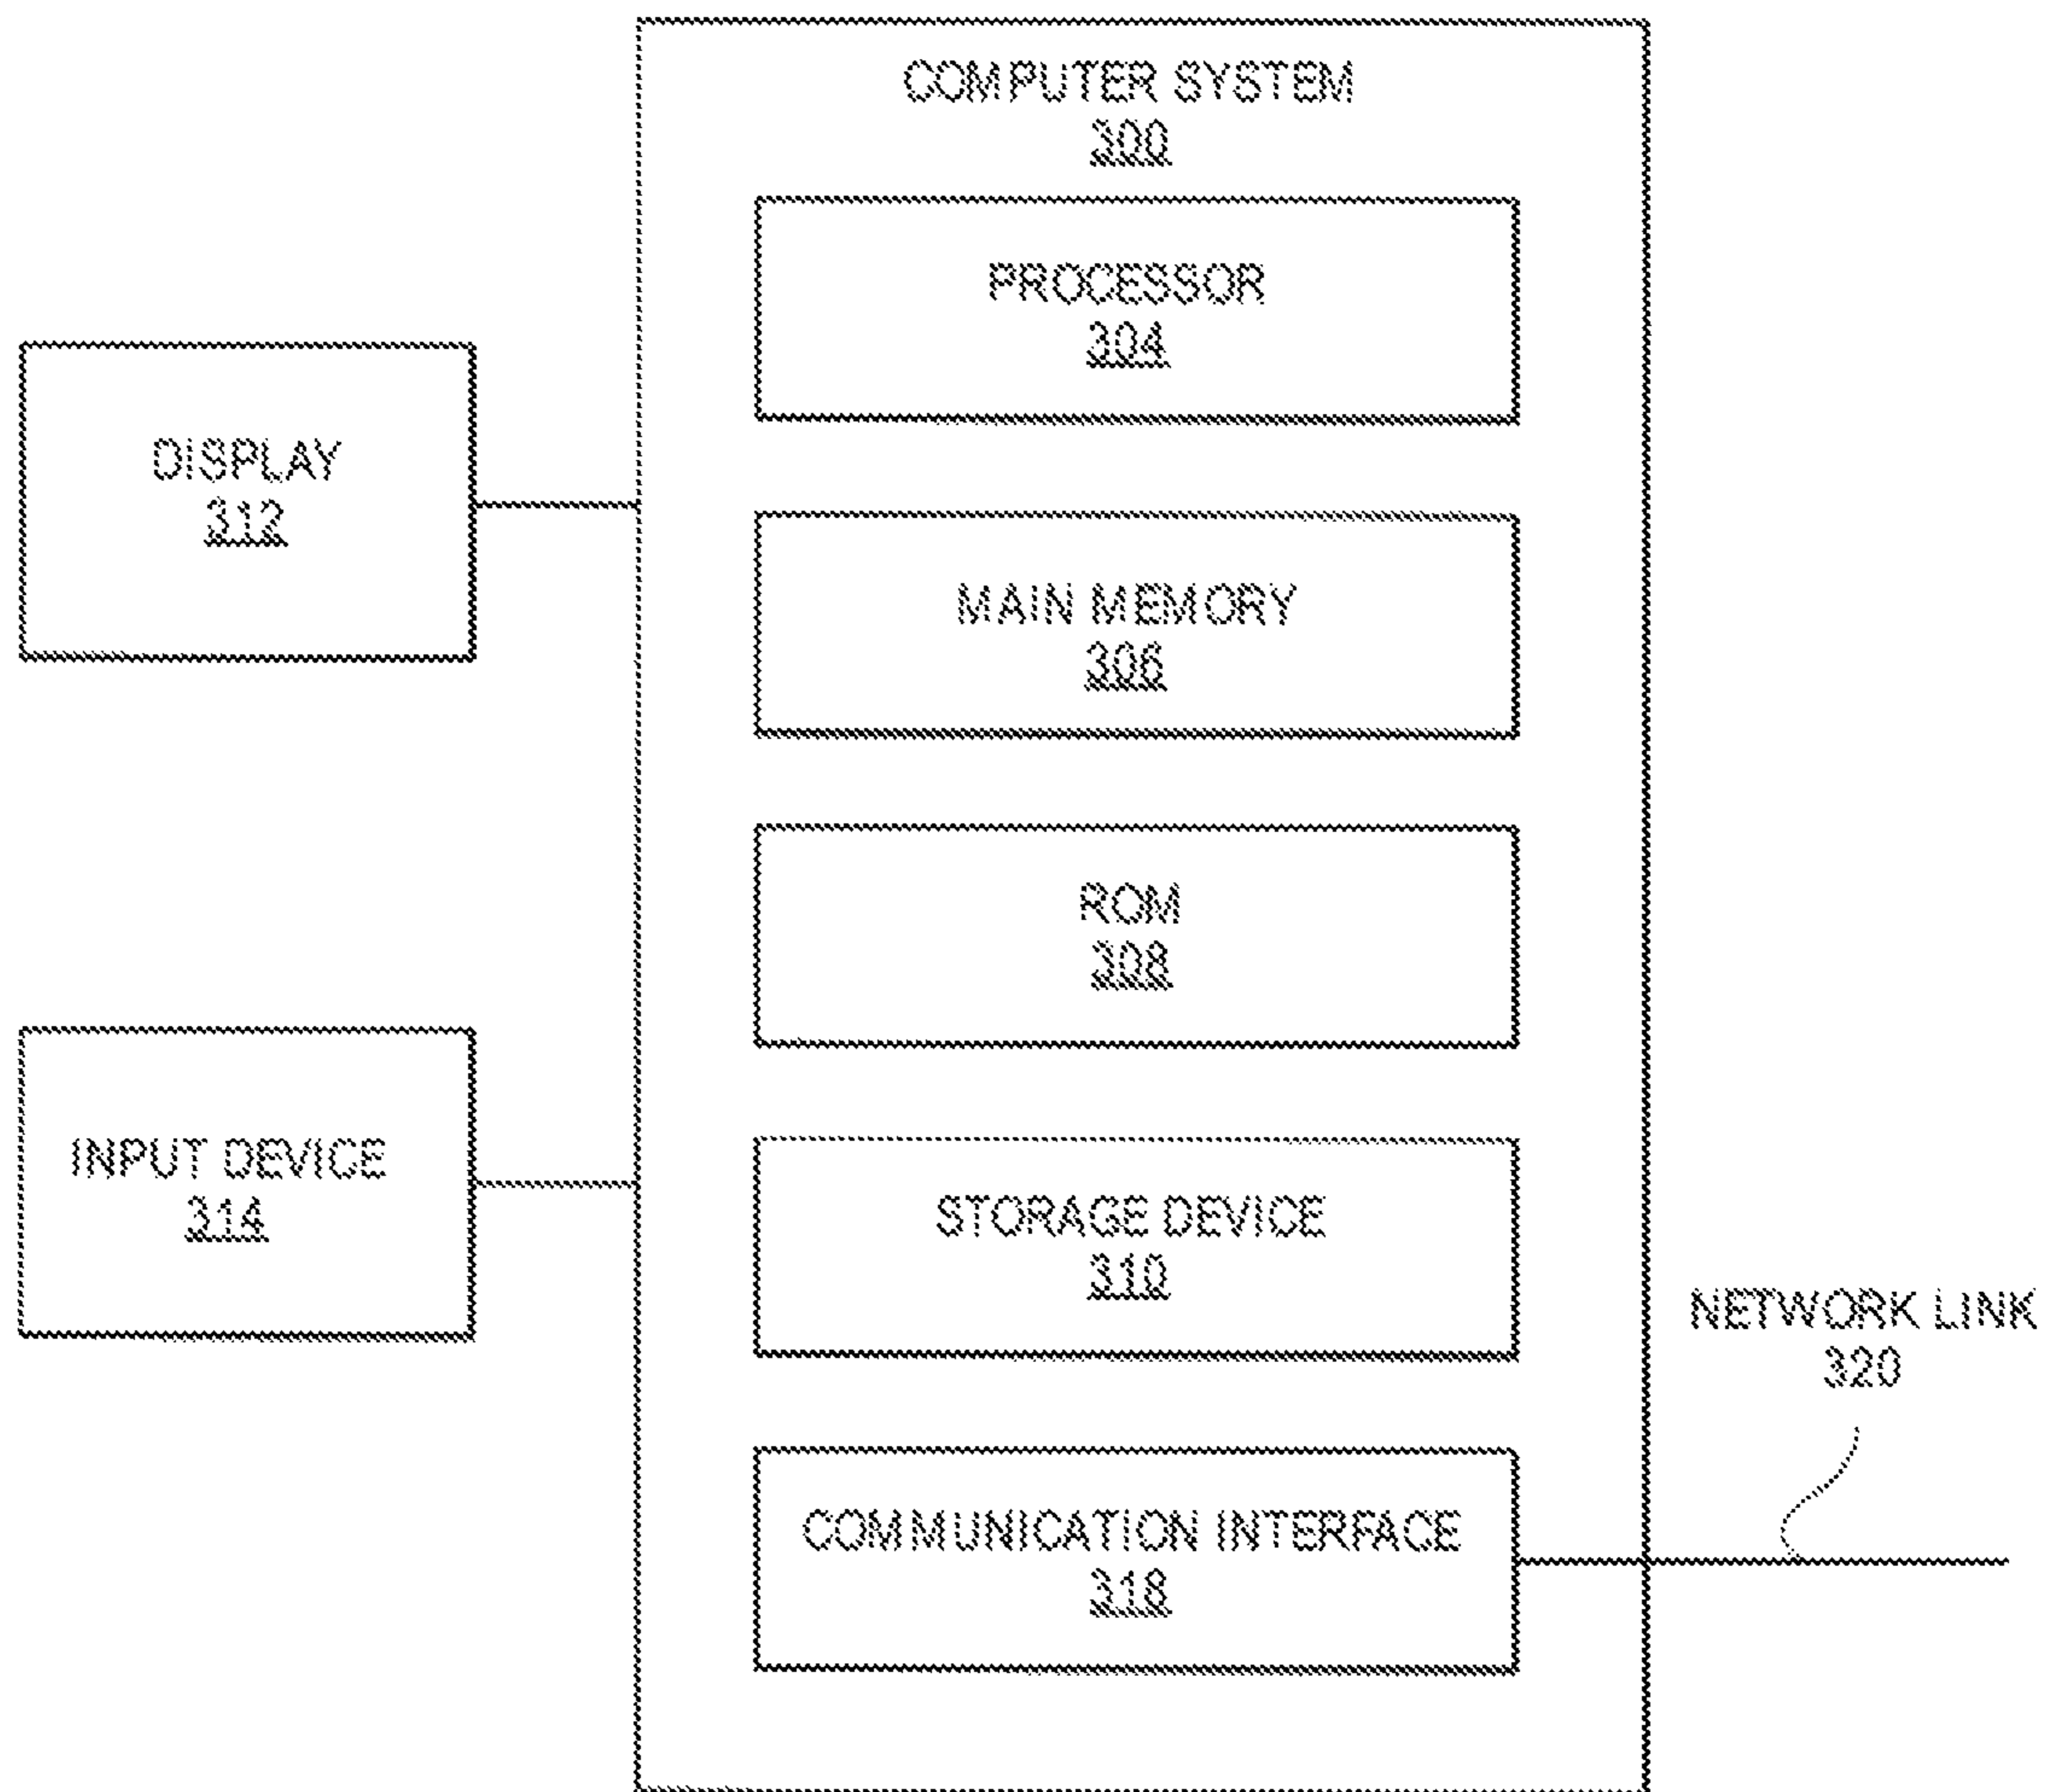 COMPUTER SYSTEM
300
PROCESSOR
304
DISPLAY
312
MAIN MEMORY
306
ROM
308
INPUT DEVICE
314
STORAGE DEVICE
310
NETWORK LINK
320
COMMUNICATION INTERFACE
318